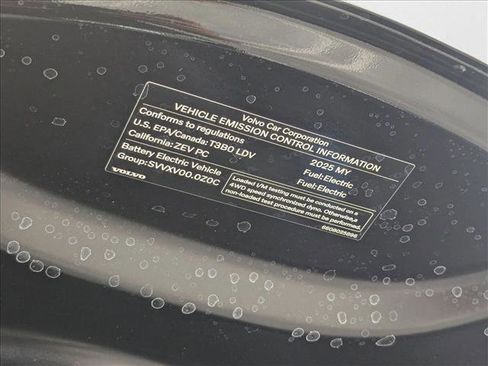 Volvo Car Corporation
VEHICLE EMISSION CONTROL INFORMATION
Conforms to regulations
2025 MY
U.S. EPA/Canada: T3B0 LDV
Fuel: Electric
California: ZEV PC
Fuel: Electric
Battery Electric Vehicle
Group: SVVXV00.0Z0C
Loaded I/M testing must be conducted on a
4WD speed synchronized dyno. Otherwise, a
non-loaded test procedure must be performed.
VOLVO